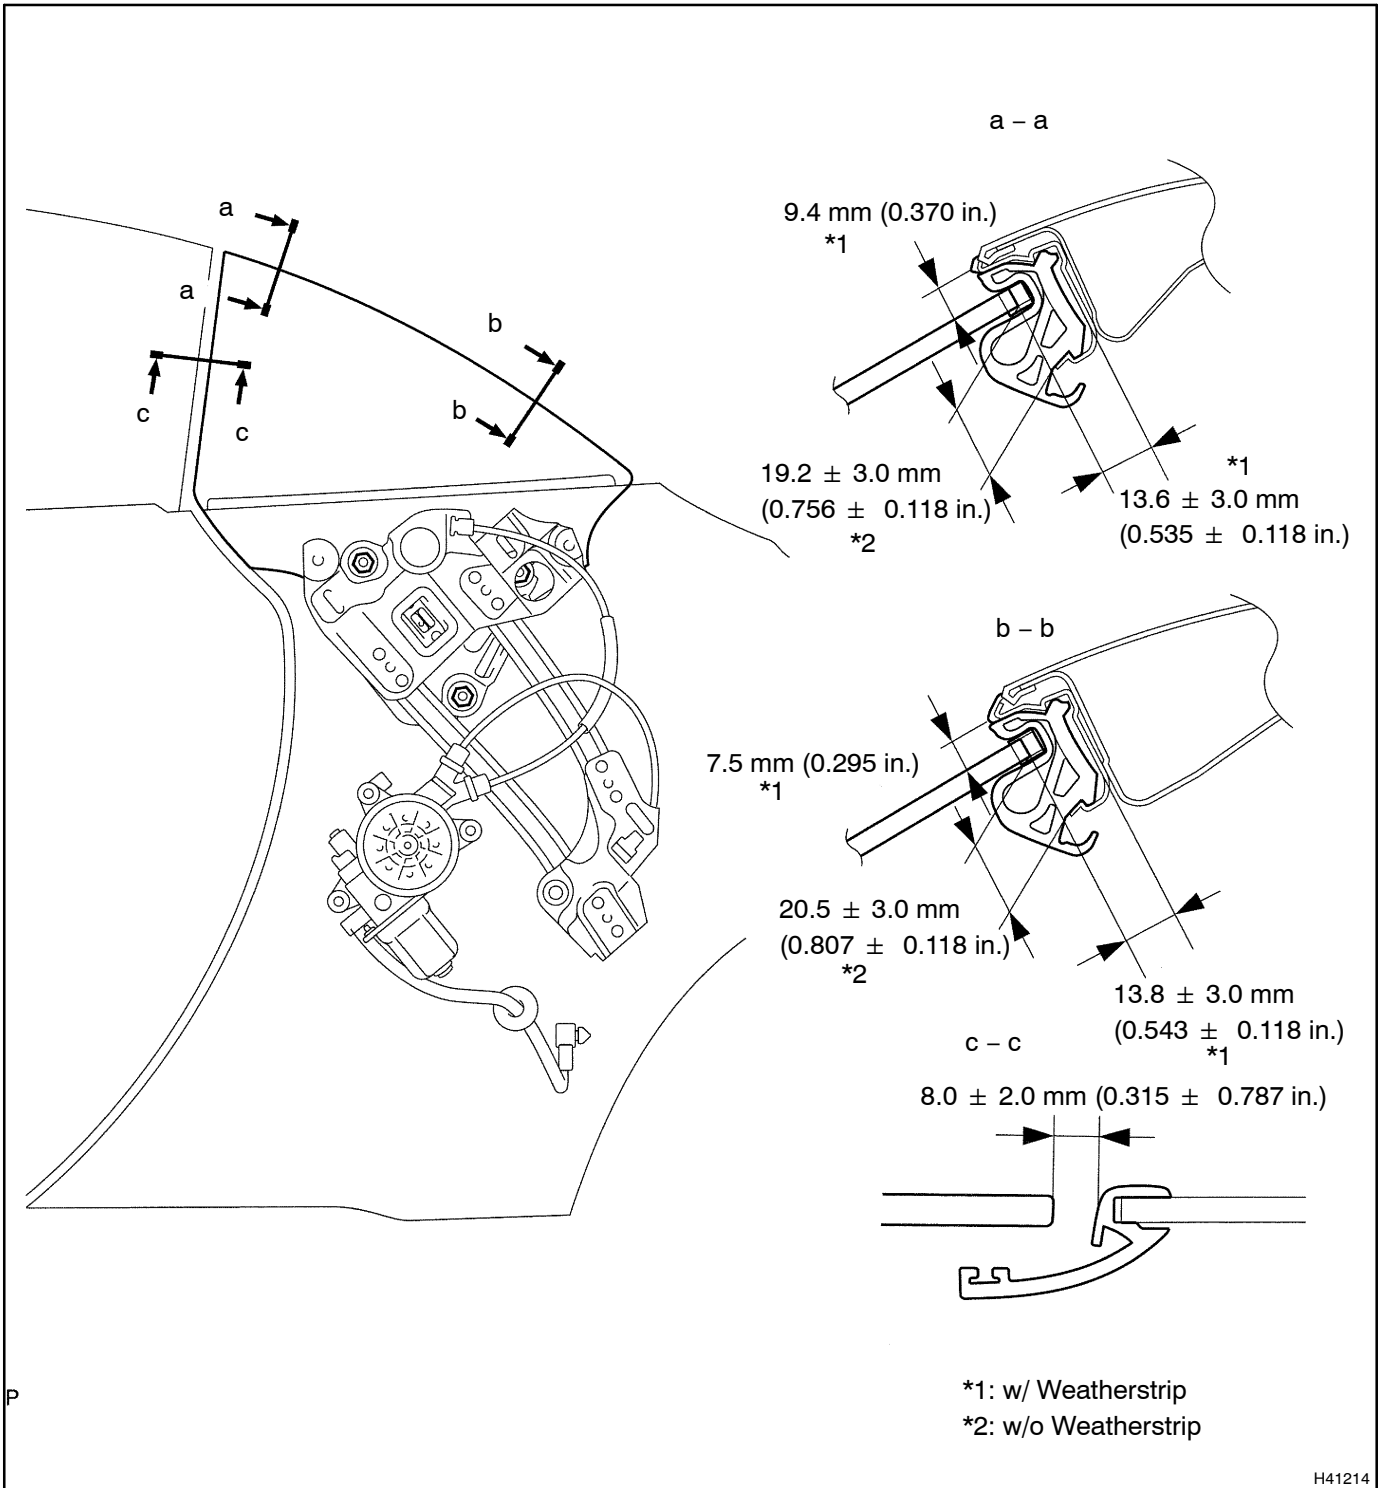 a – a
9.4 mm (0.370 in.)
*1
a
a
b
b
c
c
19.2 ± 3.0 mm
(0.756 ± 0.118 in.)
*2
*1
13.6 ± 3.0 mm
(0.535 ± 0.118 in.)
b – b
7.5 mm (0.295 in.)
*1
20.5 ± 3.0 mm
(0.807 ± 0.118 in.)
*2
13.8 ± 3.0 mm
(0.543 ± 0.118 in.)
*1
c – c
8.0 ± 2.0 mm (0.315 ± 0.787 in.)
*1: w/ Weatherstrip
*2: w/o Weatherstrip
P
H41214